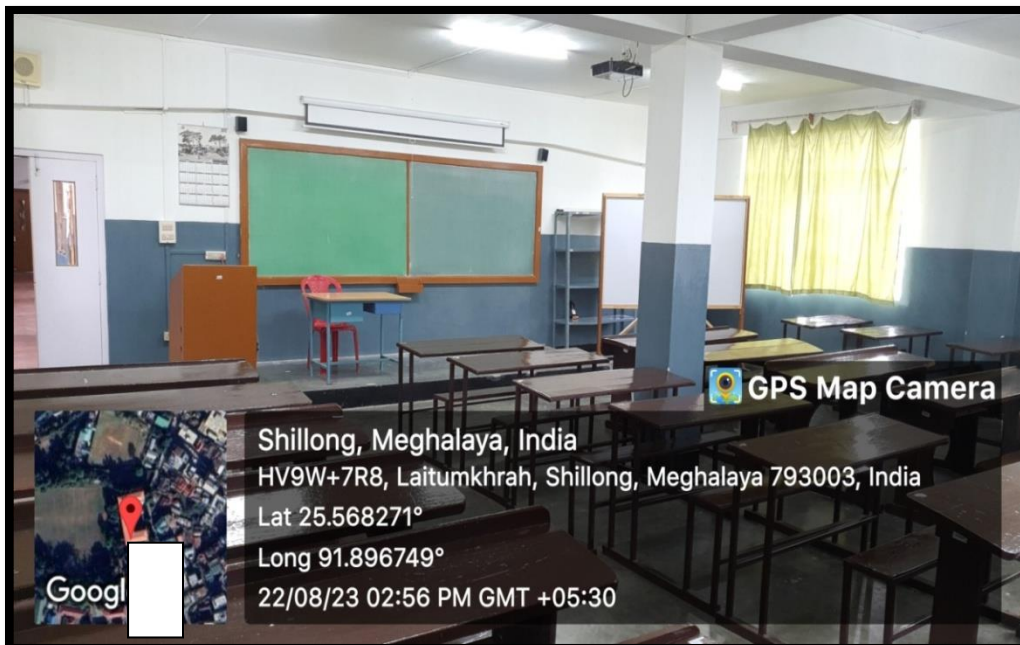 GPS Map Camera
Shillong, Meghalaya, India
HV9W+7R8, Laitumkhrah, Shillong, Meghalaya 793003, India
Lat 25.568271°
Long 91.896749°
22/08/23 02:56 PM GMT +05:30
Googl